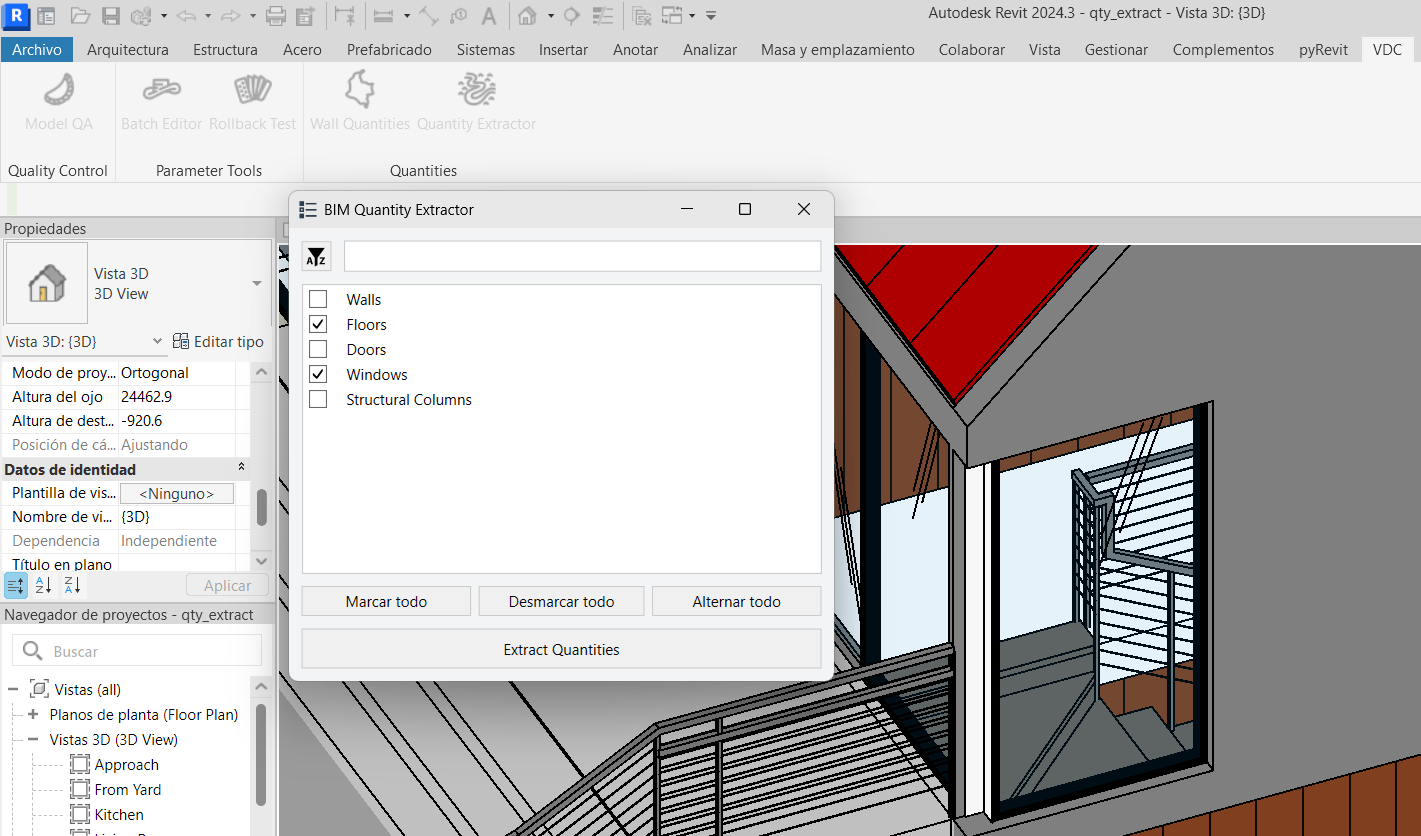 R
Autodesk Revit 2024.3 - qty_extract - Vista 3D: {3D}
Archivo Arquitectura Estructura Acero Prefabricado Sistemas Insertar Anotar Analizar Masa y emplazamiento Colaborar Vista Gestionar Complementos pyRevit VDC
Model QA Batch Editor Rollback Test Wall Quantities Quantity Extractor
Quality Control Parameter Tools Quantities
Propiedades
Vista 3D
3D View
Vista 3D: {3D} Editar tipo
Modo de proy... Ortogonal
Altura del ojo 24462.9
Altura de dest... -920.6
Posición de cá... Ajustando
Datos de identidad
Plantilla de vis... <Ninguno>
Nombre de vi... {3D}
Dependencia Independiente
Título en plano
Aplicar
Navegador de proyectos - qty_extract
Buscar
Vistas (all)
Planos de planta (Floor Plan)
Vistas 3D (3D View)
Approach
From Yard
Kitchen
BIM Quantity Extractor
AZ
Walls
Floors
Doors
Windows
Structural Columns
Marcar todo Desmarcar todo Alternar todo
Extract Quantities